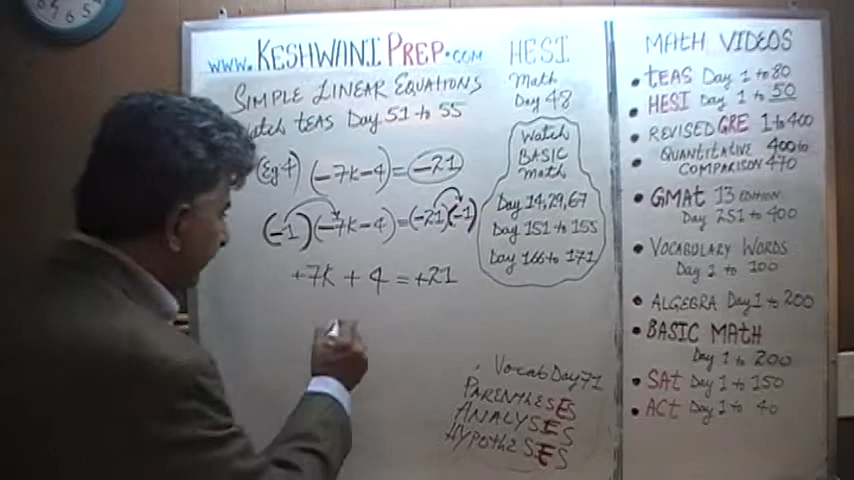 www.KESHWANIPREP.com
HESI
Math
Day 48
SIMPLE LINEAR EQUATIONS
Watch TEAS Day 51 to 55
(Eg 4) (-7k-4) = -21
(-1)(-7k-4) = (-21)(-1)
+7k + 4 = +21
Watch
BASIC
math
Day 14,29,67
Day 151 to 155
Day 166 to 171
Vocab Day 71
PARENTHESES
ANALYSES
HYPOTHESES
MATH VIDEOS
• TEAS Day 1 to 80
• HESI Day 1 to 50
• REVISED GRE 1 to 400
• QUANTITATIVE 400 to
COMPARISON 470
• GMAT 13 EDITION
Day 251 to 400
• VOCABULARY WORDS
Day 1 to 100
• ALGEBRA Day 1 to 200
• BASIC MATH
Day 1 to 200
• SAT Day 1 to 150
• ACT Day 1 to 40